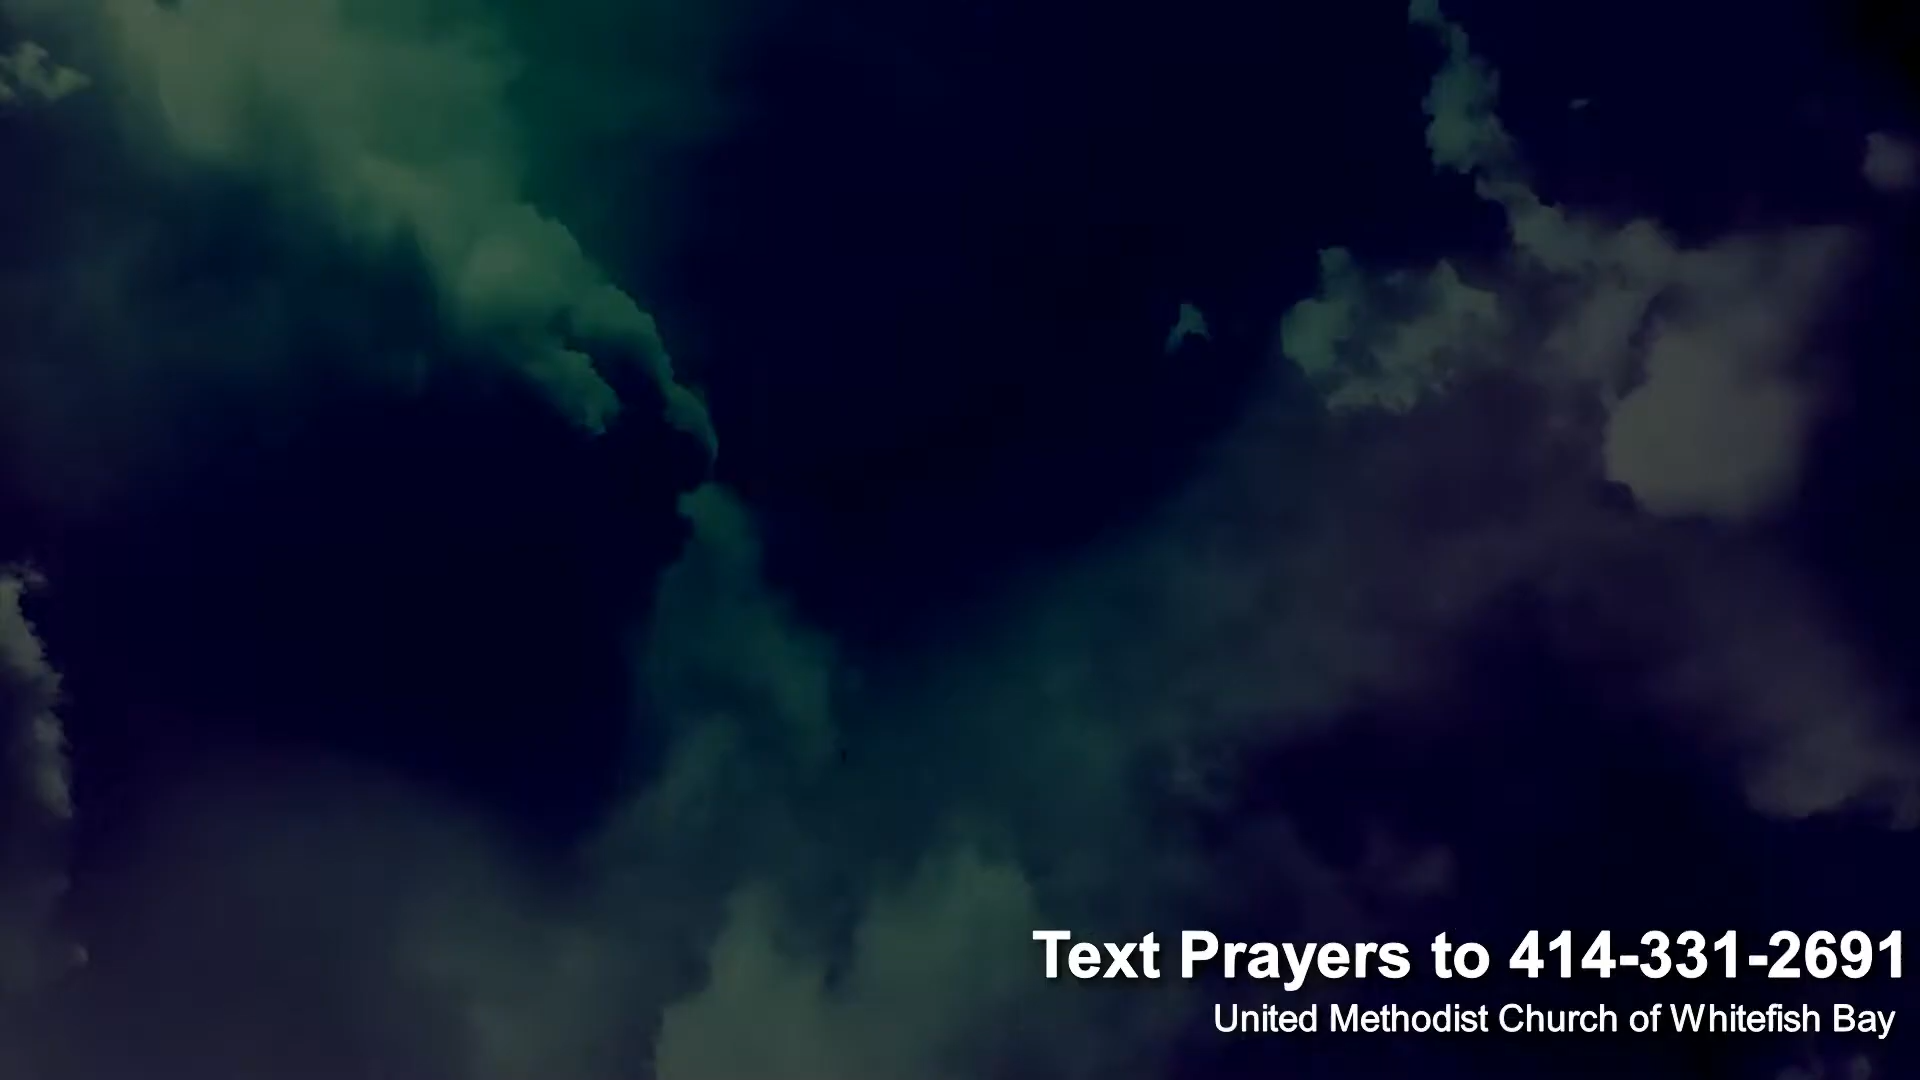 Text Prayers to 414-331-2691
United Methodist Church of Whitefish Bay